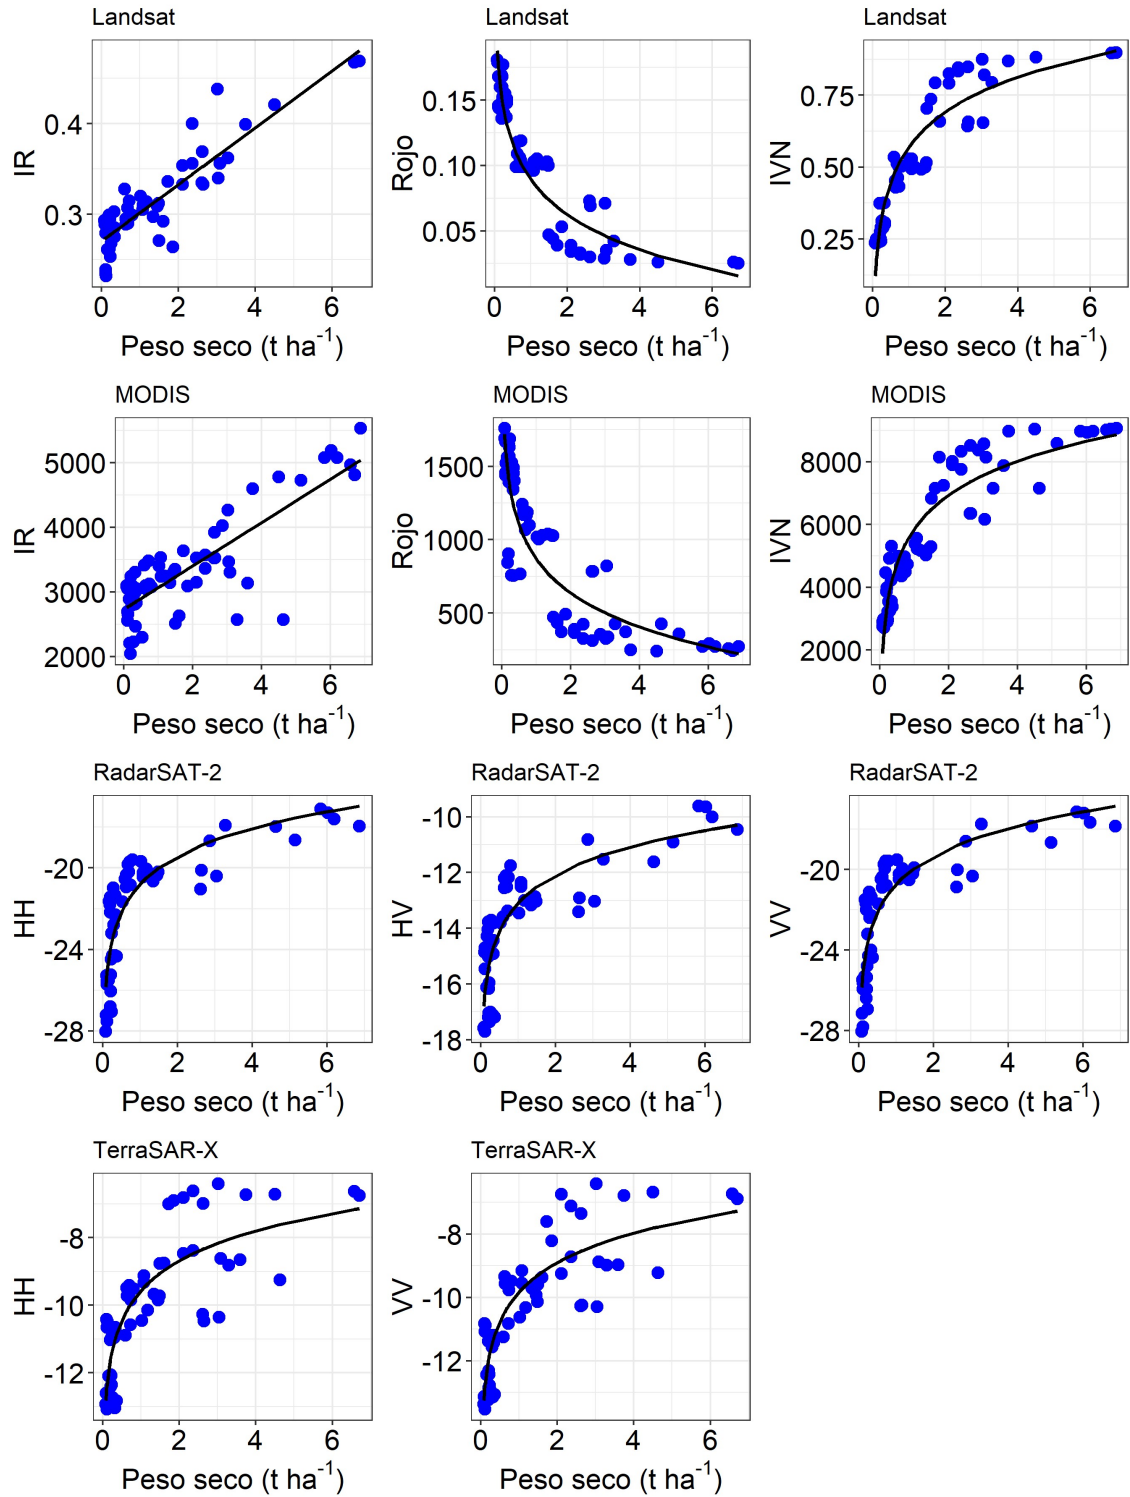 Landsat
IR
0.4
0.3
0
2
4
6
Peso seco (t ha⁻¹)
Landsat
Rojo
0.15
0.10
0.05
0
2
4
6
Peso seco (t ha⁻¹)
Landsat
IVN
0.75
0.50
0.25
0
2
4
6
Peso seco (t ha⁻¹)
MODIS
IR
5000
4000
3000
2000
0
2
4
6
Peso seco (t ha⁻¹)
MODIS
Rojo
1500
1000
500
0
2
4
6
Peso seco (t ha⁻¹)
MODIS
IVN
8000
6000
4000
2000
0
2
4
6
Peso seco (t ha⁻¹)
RadarSAT-2
HH
-20
-24
-28
0
2
4
6
Peso seco (t ha⁻¹)
RadarSAT-2
HV
-10
-12
-14
-16
-18
0
2
4
6
Peso seco (t ha⁻¹)
RadarSAT-2
VV
-20
-24
-28
0
2
4
6
Peso seco (t ha⁻¹)
TerraSAR-X
HH
-8
-10
-12
0
2
4
6
Peso seco (t ha⁻¹)
TerraSAR-X
VV
-8
-10
-12
0
2
4
6
Peso seco (t ha⁻¹)